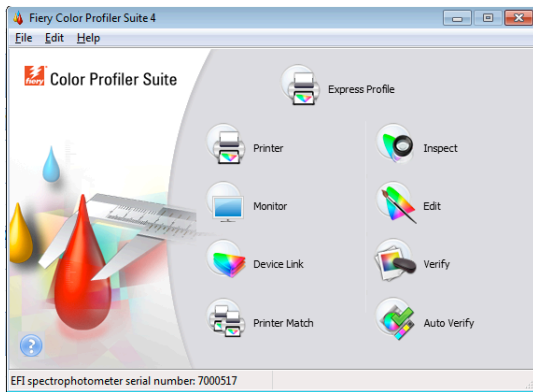 Fiery Color Profiler Suite 4
File Edit Help
fiery Color Profiler Suite
Express Profile
Printer
Inspect
Monitor
Edit
Device Link
Verify
Printer Match
Auto Verify
?
EFI spectrophotometer serial number: 7000517